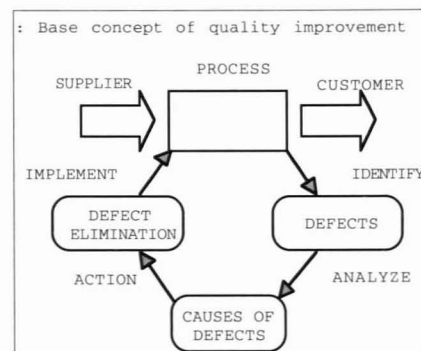 : Base concept of quality improvement
PROCESS
SUPPLIER
CUSTOMER
IMPLEMENT
IDENTIFY
DEFECT
ELIMINATION
DEFECTS
ACTION
ANALYZE
CAUSES OF
DEFECTS